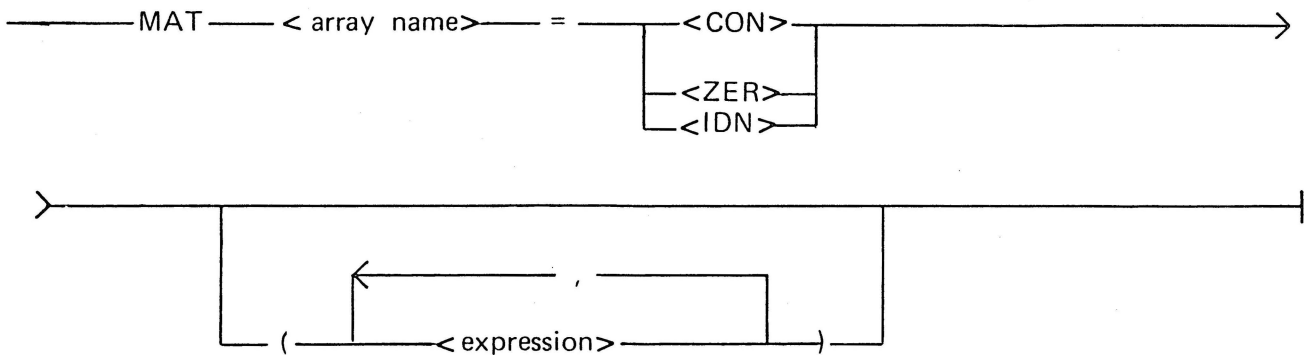 MAT < array name> = <CON>
<ZER>
<IDN>
,
( <expression> )